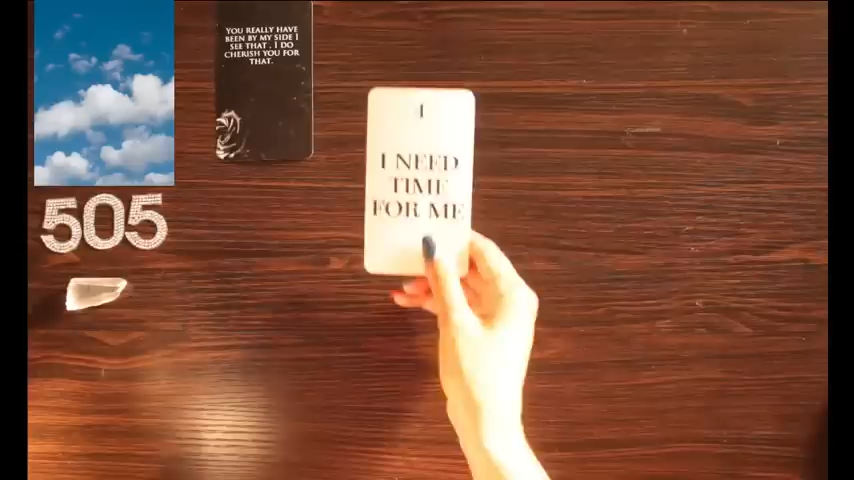 YOU REALLY HAVE
BEEN BY MY SIDE I
SEE THAT. I DO
CHERISH YOU FOR
THAT.
I NEED
TIME
FOR ME
505